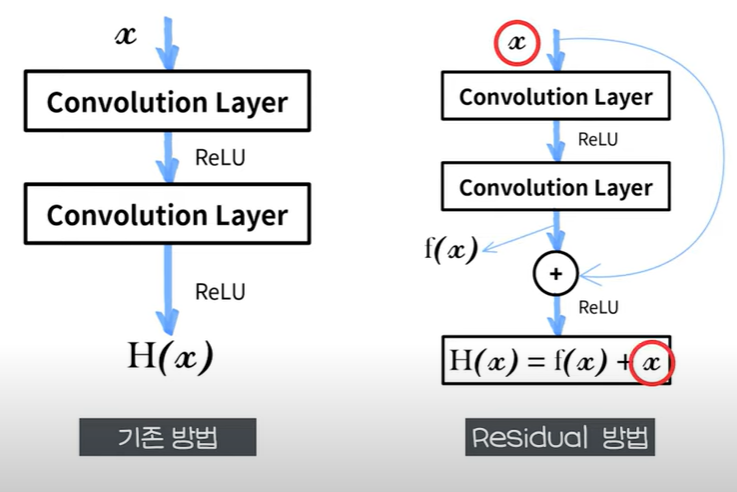 x
Convolution Layer
ReLU
Convolution Layer
ReLU
H(x)
기존 방법
x
Convolution Layer
ReLU
Convolution Layer
f(x)
+
ReLU
H(x) = f(x) + x
Residual 방법